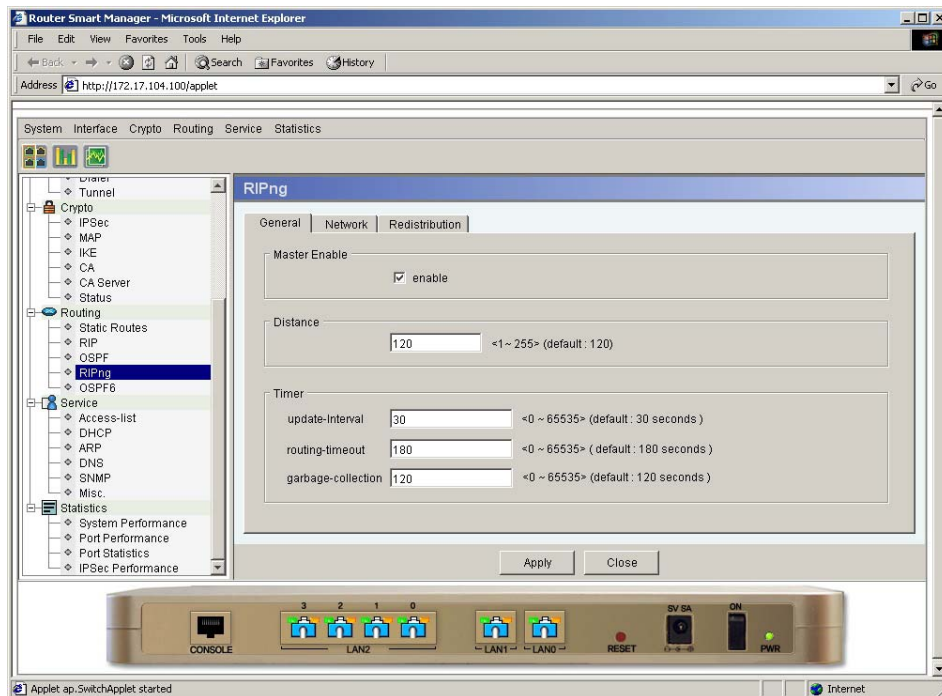 Router Smart Manager - Microsoft Internet Explorer
File Edit View Favorites Tools Help
Back Search Favorites History
Address http://172.17.104.100/applet Go
System Interface Crypto Routing Service Statistics
Dialer
Tunnel
Crypto
IPSec
MAP
IKE
CA
CA Server
Status
Routing
Static Routes
RIP
OSPF
RIPng
OSPF6
Service
Access-list
DHCP
ARP
DNS
SNMP
Misc.
Statistics
System Performance
Port Performance
Port Statistics
IPSec Performance
RIPng
General Network Redistribution
Master Enable
enable
Distance
120 <1~ 255> (default : 120)
Timer
update-Interval 30 <0 ~ 65535> (default : 30 seconds )
routing-timeout 180 <0 ~ 65535> ( default : 180 seconds )
garbage-collection 120 <0 ~ 65535> (default : 120 seconds )
Apply Close
3 2 1 0 5V 5A ON
CONSOLE LAN2 LAN1 LAN0 RESET PWR
Applet ap.SwitchApplet started Internet